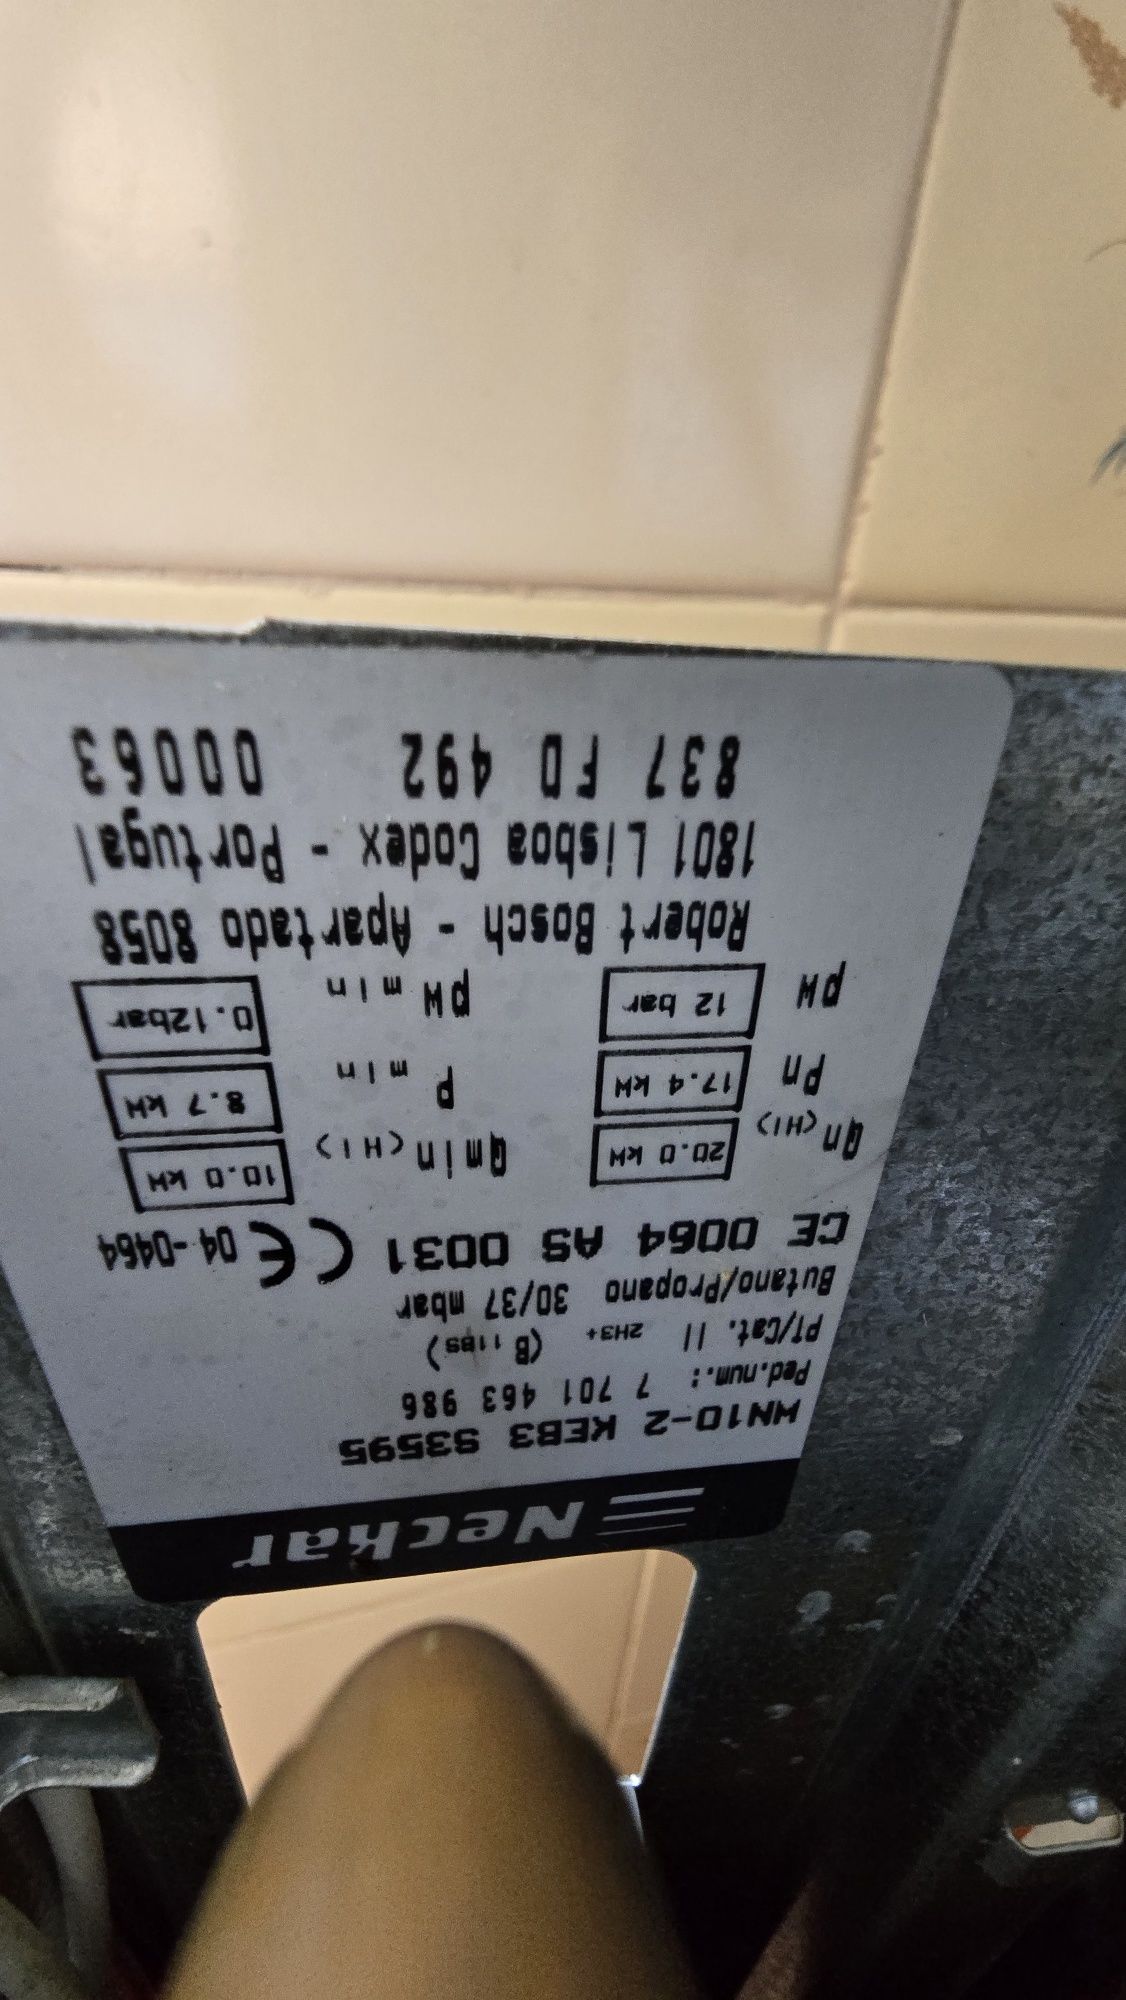 Neckar
WN10-2 KEB3 S3595
Ped.num.: 7 701 463 986
PT/Cat. II 2H3+ (B 11BS)
Butano/Propano 30/37 mbar
CE 0064 AS 0031 CE 04-0464
Qn(Hi) 20.0 kW Qmin(Hi) 10.0 kW
Pn 17.4 kW P min 8.7 kW
pw 12 bar pw min 0.12bar
Robert Bosch - Apartado 8058
1801 Lisboa Codex - Portugal
837 FD 492 00063